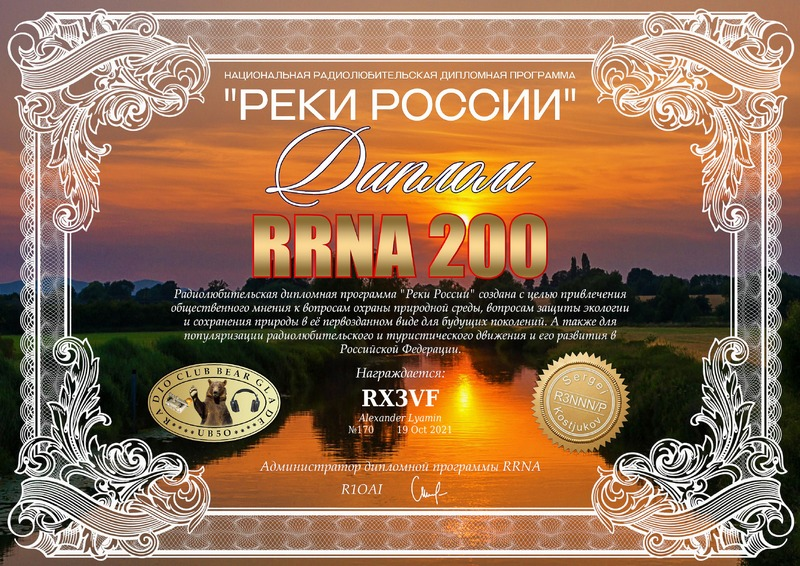 НАЦИОНАЛЬНАЯ РАДИОЛЮБИТЕЛЬСКАЯ ДИПЛОМНАЯ ПРОГРАММА
"РЕКИ РОССИИ"
Диплом
RRNA 200
Радиолюбительская дипломная программа "Реки России" создана с целью привлечения
общественного мнения к вопросам охраны природной среды, вопросам защиты экологии
и сохранения природы в её первозданном виде для будущих поколений. А также для
популяризации радиолюбительского и туристического движения и его развития в
Российской Федерации.
Награждается:
RX3VF
Alexander Lyamin
№170 19 Oct 2021
RADIO CLUB BEAR GLADE
UB5O
Sergei
R3NNN/P
Kostjukov
Администратор дипломной программы RRNA
R1OAI